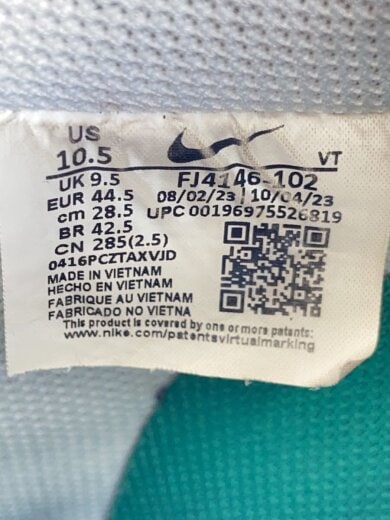 US
10.5
VT
UK 9.5
FJ4146-102
EUR 44.5
08/02/23 10/04/23
cm 28.5
UPC 00196975526819
BR 42.5
CN 285(2.5)
0416PCZTAXVJD
MADE IN VIETNAM
HECHO EN VIETNAM
FABRIQUE AU VIETNAM
FABRICADO NO VIETNA
This product is covered by one or more patents:
www.nike.com/patentsvirtualmarking